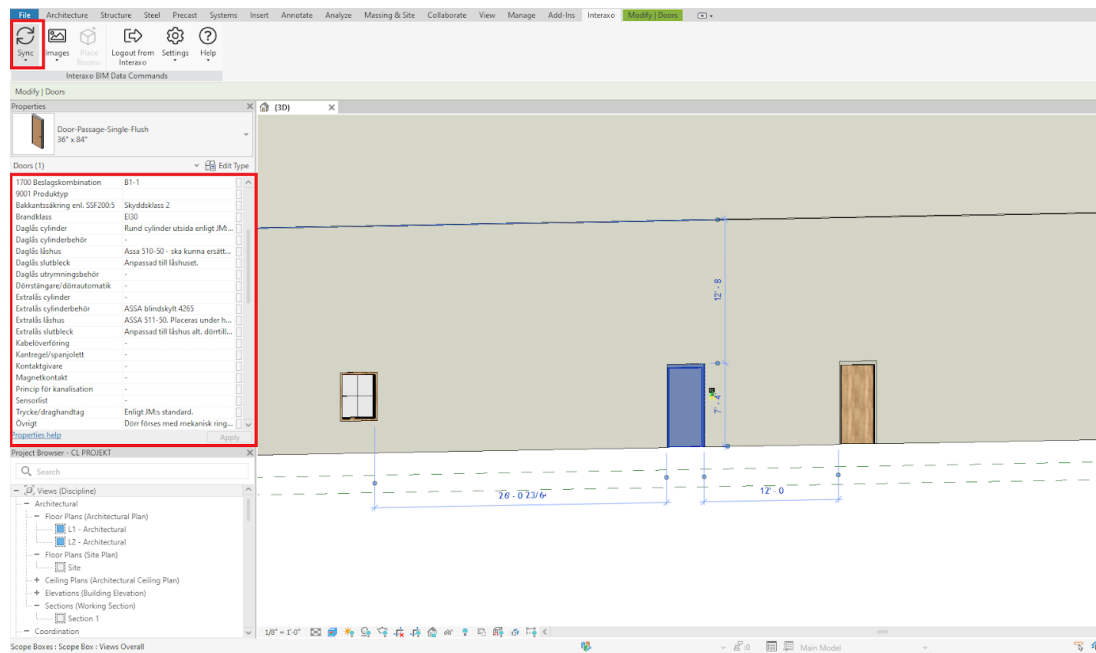 File Architecture Structure Steel Precast Systems Insert Annotate Analyze Massing & Site Collaborate View Manage Add-Ins Interaxo Modify | Doors
Sync Images Place Rooms Logout from Interaxo Settings Help
Interaxo BIM Data Commands
Modify | Doors
Properties
(3D)
Door-Passage-Single-Flush
36" x 84"
Doors (1) Edit Type
1700 Beslagskombination B1-1
9001 Produktyp
Bakkantssäkring enl. SSF200:5 Skyddsklass 2
Brandklass EI30
Daglås cylinder Rund cylinder utsida enligt JM:...
Daglås cylinderbehör -
Daglås låshus Assa 510-50 - ska kunna ersätt...
Daglås slutbleck Anpassad till låshuset.
Daglås utrymningsbehör -
Dörrstängare/dörrautomatik -
Extralås cylinder -
Extralås cylinderbehör ASSA blindskylt 4265
Extralås låshus ASSA 511-50. Placeras under h...
Extralås slutbleck Anpassad till låshus alt. dörrtill...
Kabelöverföring -
Kantregel/spanjolett -
Kontaktgivare -
Magnetkontakt -
Princip för kanalisation -
Sensorlist -
Trycke/draghandtag Enligt JM:s standard.
Övrigt Dörr förses med mekanisk ring...
Properties help Apply
12' - 8
7' - 4
26' - 0 23/6
12' - 0
Project Browser - CL PROJEKT
Search
Views (Discipline)
Architectural
Floor Plans (Architectural Plan)
L1 - Architectural
L2 - Architectural
Floor Plans (Site Plan)
Site
Ceiling Plans (Architectural Ceiling Plan)
Elevations (Building Elevation)
Sections (Working Section)
Section 1
Coordination
1/8" = 1'-0"
Scope Boxes : Scope Box : Views Overall
:0 Main Model